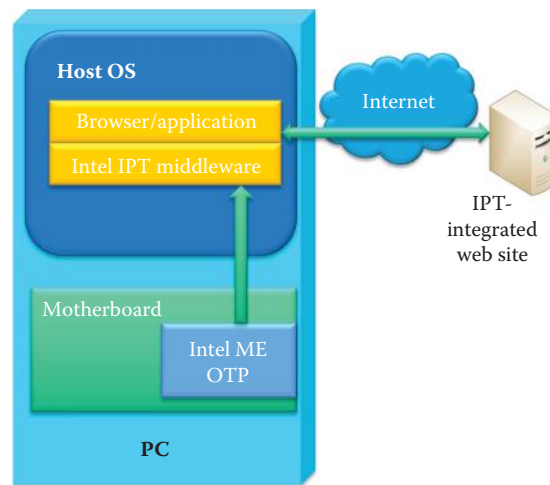 Host OS
Browser/application
Intel IPT middleware
Internet
IPT-
integrated
web site
Motherboard
Intel ME
OTP
PC